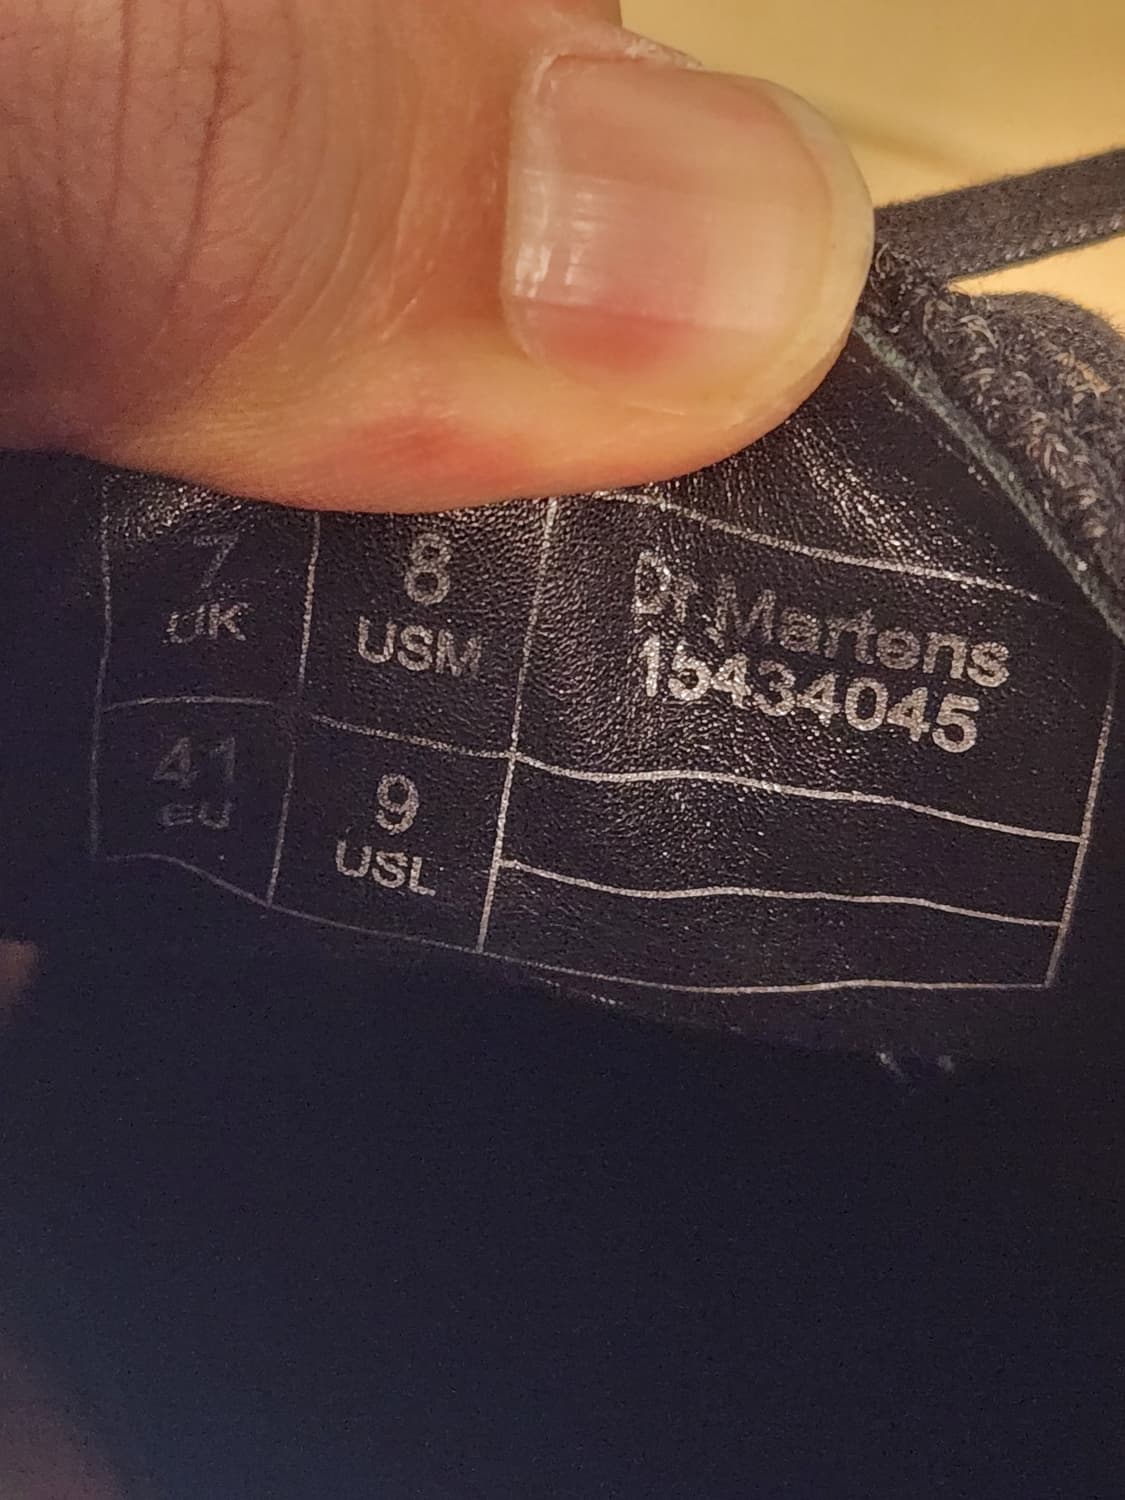 7
UK
8
USM
Dr.Martens
15434045
41
EU
9
USL